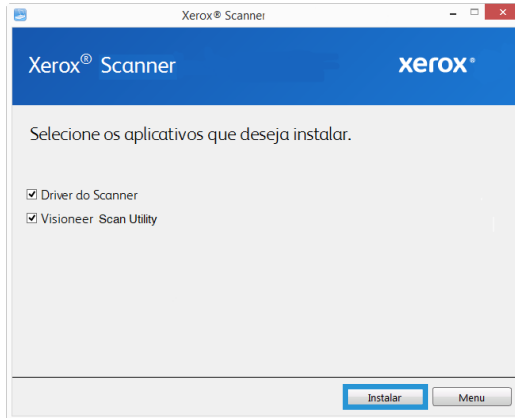 Xerox® Scanner
Xerox® Scanner
xerox®
Selecione os aplicativos que deseja instalar.
Driver do Scanner
Visioneer Scan Utility
Instalar
Menu